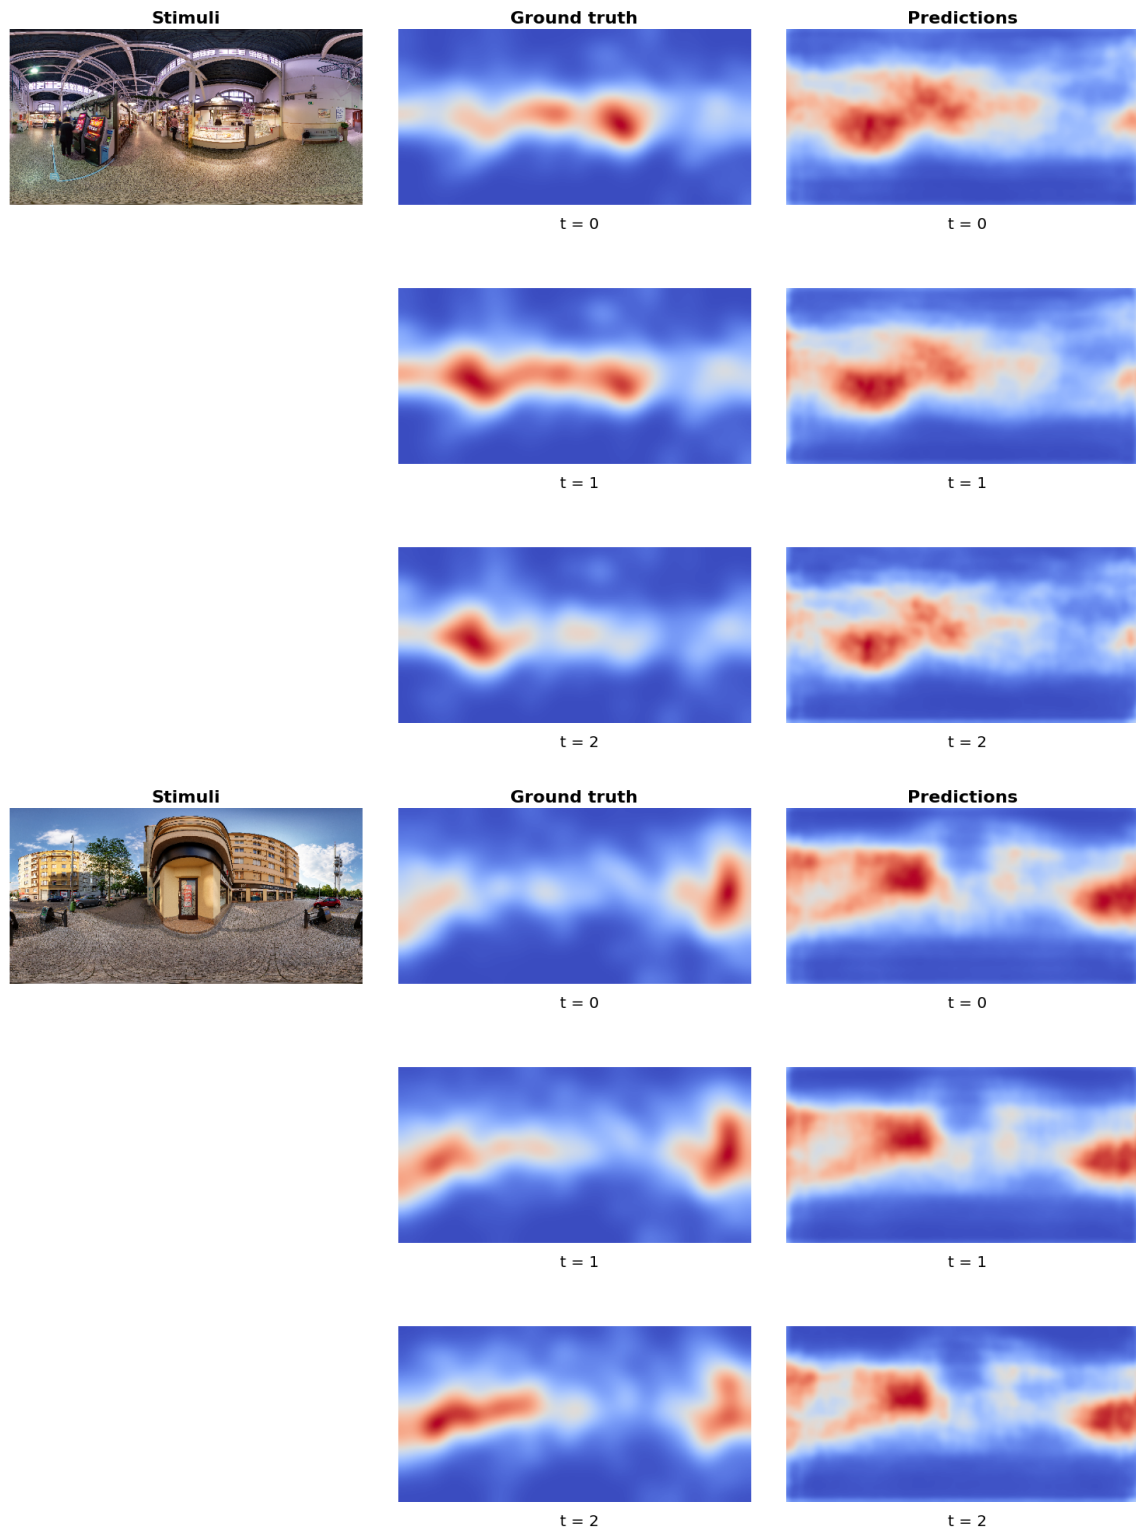 Stimuli Ground truth Predictions
t = 0 t = 0
t = 1 t = 1
t = 2 t = 2
Stimuli Ground truth Predictions
t = 0 t = 0
t = 1 t = 1
t = 2 t = 2